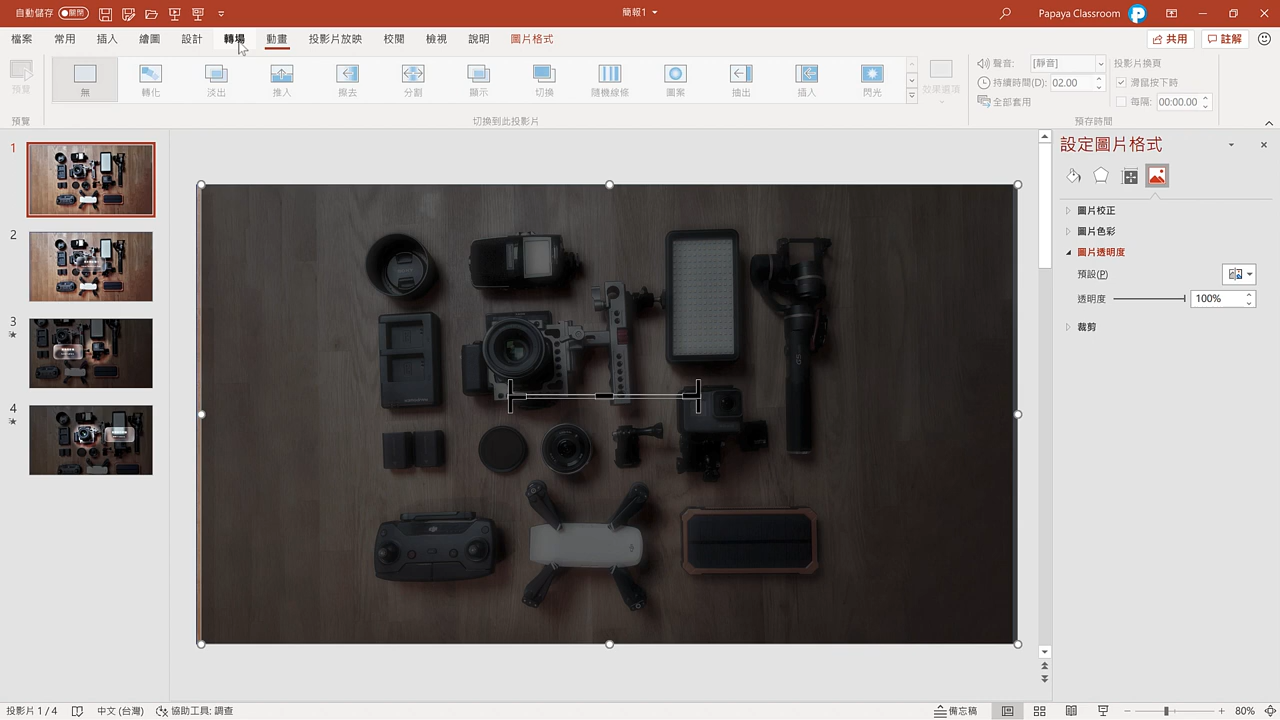 自動儲存 關閉
簡報1
Papaya Classroom
檔案 常用 插入 繪圖 設計 轉場 動畫 投影片放映 校閱 檢視 說明 圖片格式
共用 註解
預覽
無 轉化 淡出 推入 擦去 分割 顯示 切換 隨機線條 圖案 抽出 插入 閃光
效果選項
聲音: [靜音]
持續時間(D): 02.00
全部套用
投影片換頁
滑鼠按下時
每隔: 00:00.00
預覽
切換到此投影片
預存時間
1
2
3
4
設定圖片格式
圖片校正
圖片色彩
圖片透明度
預設(P)
透明度 100%
裁剪
投影片 1 / 4
中文 (台灣)
協助工具: 調查
備忘稿
80%